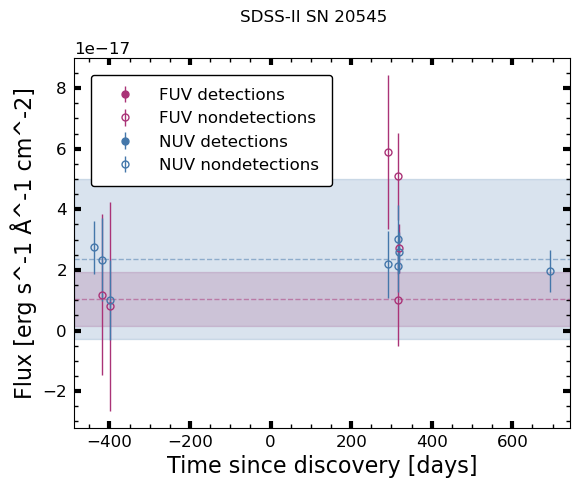 SDSS-II SN 20545
1e−17
FUV detections
FUV nondetections
NUV detections
NUV nondetections
8
6
4
2
0
−2
Flux [erg s^-1 Å^-1 cm^-2]
−400 −200 0 200 400 600
Time since discovery [days]